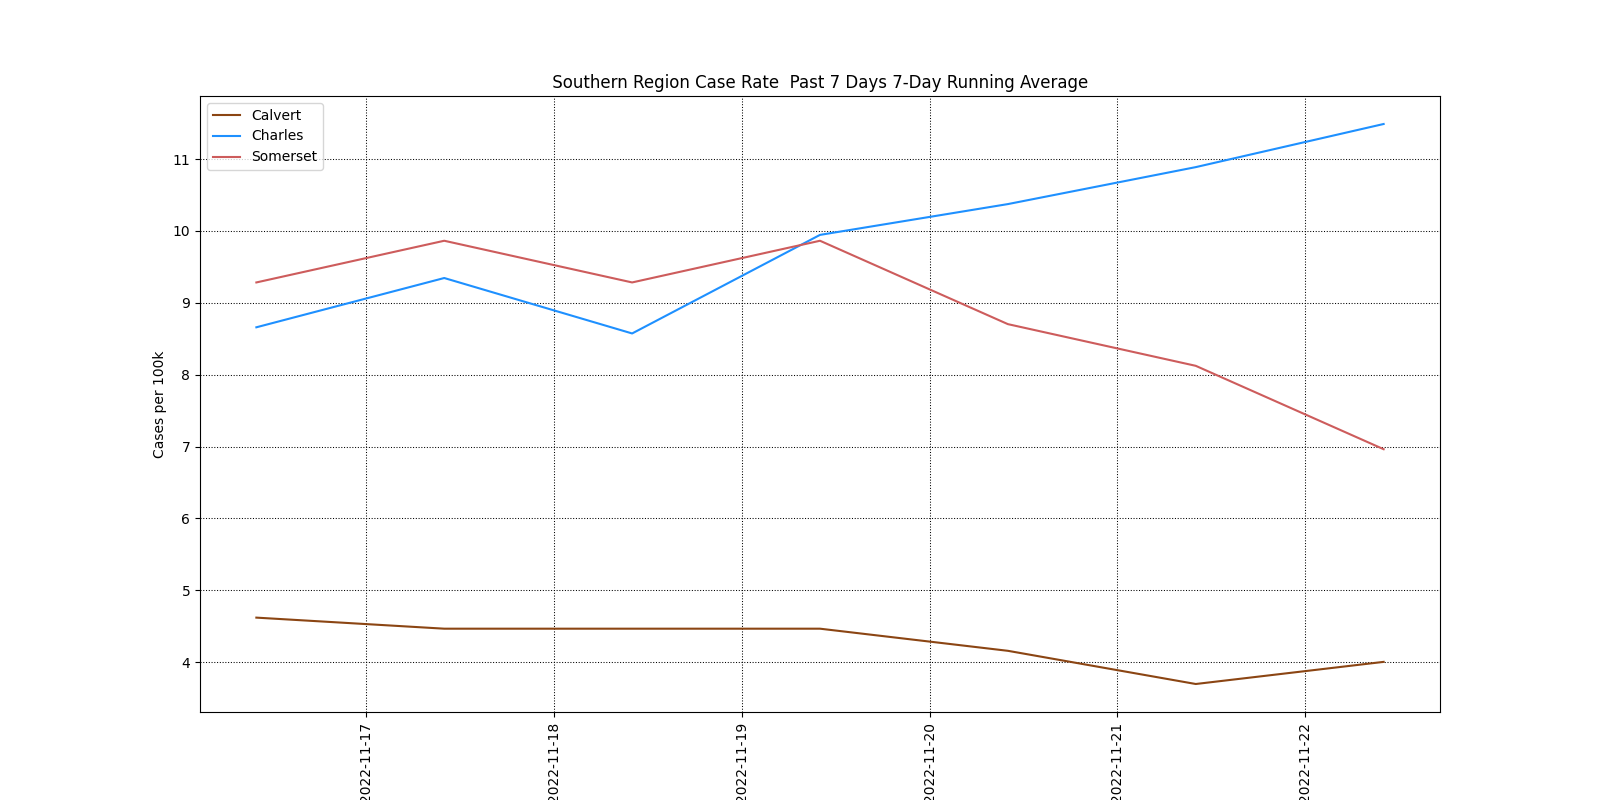 Southern Region Case Rate  Past 7 Days 7-Day Running Average
Calvert
Charles
Somerset
Cases per 100k
11
10
9
8
7
6
5
4
2022-11-17
2022-11-18
2022-11-19
2022-11-20
2022-11-21
2022-11-22